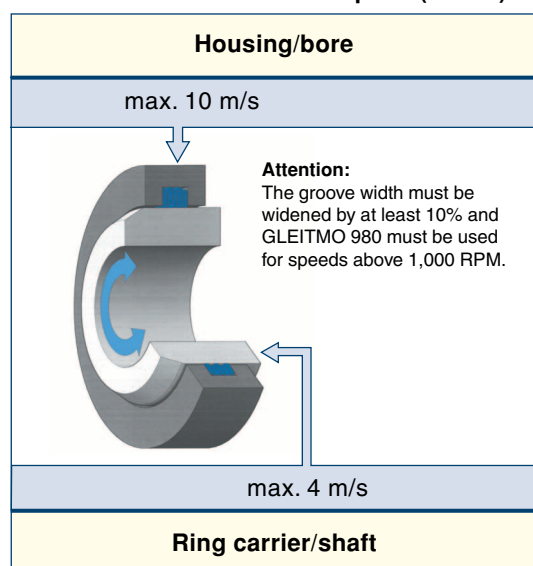 Housing/bore
max. 10 m/s
Attention:
The groove width must be
widened by at least 10% and
GLEITMO 980 must be used
for speeds above 1,000 RPM.
max. 4 m/s
Ring carrier/shaft